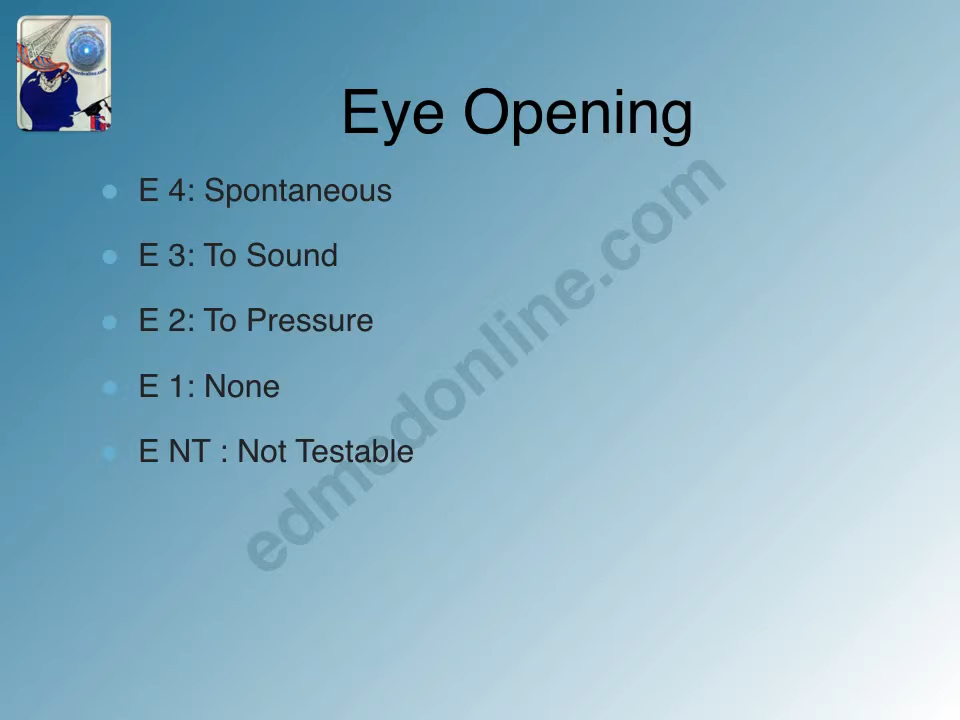 Eye Opening
E 4: Spontaneous
E 3: To Sound
E 2: To Pressure
E 1: None
E NT : Not Testable
edmedonline.com